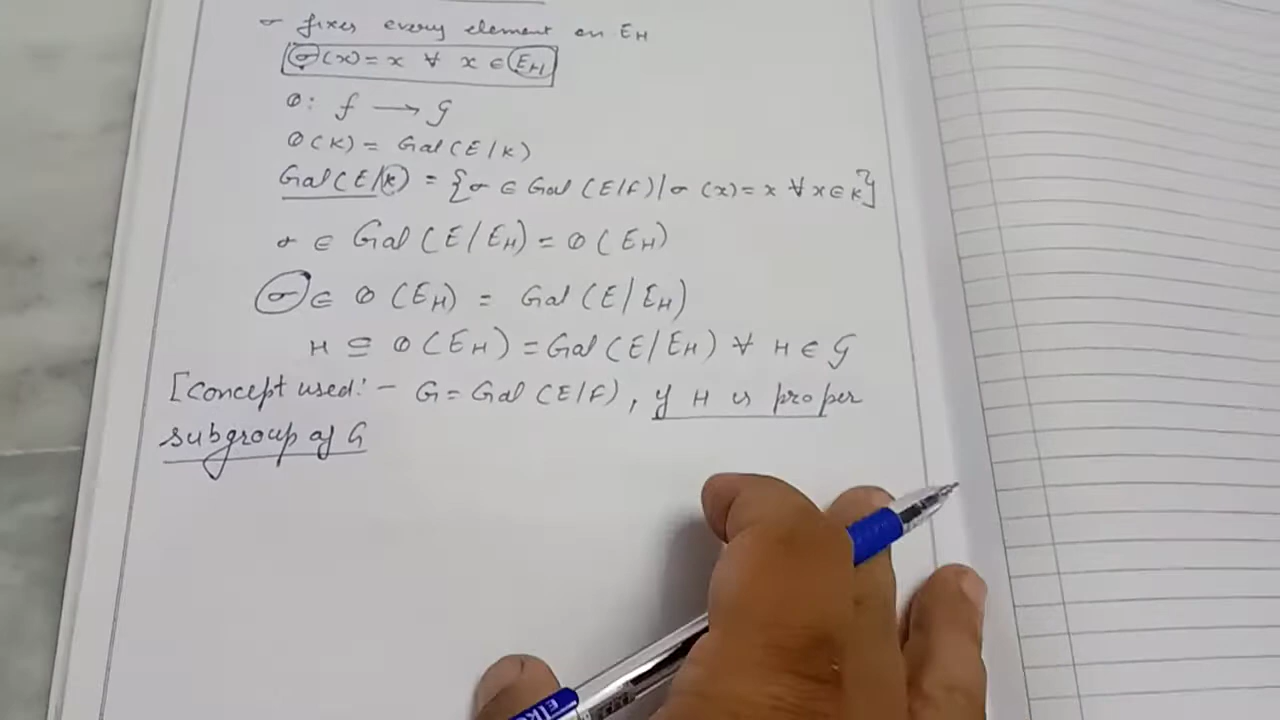 σ fixes every element on E_H
σ(x) = x ∀ x ∈ E_H
Φ: f → g
Φ(K) = Gal(E/K)
Gal(E/K) = {σ ∈ Gal(E/F) | σ(x) = x ∀ x ∈ K}
σ ∈ Gal(E/E_H) = Φ(E_H)
σ ∈ Φ(E_H) = Gal(E/E_H)
H ⊆ Φ(E_H) = Gal(E/E_H) ∀ H ∈ g
[Concept used:- G = Gal(E/F), if H is proper
subgroup of G